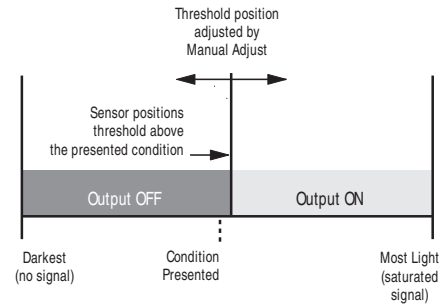 Threshold position
adjusted by
Manual Adjust
Sensor positions
threshold above
the presented condition
Output OFF
Output ON
Darkest
(no signal)
Condition
Presented
Most Light
(saturated
signal)